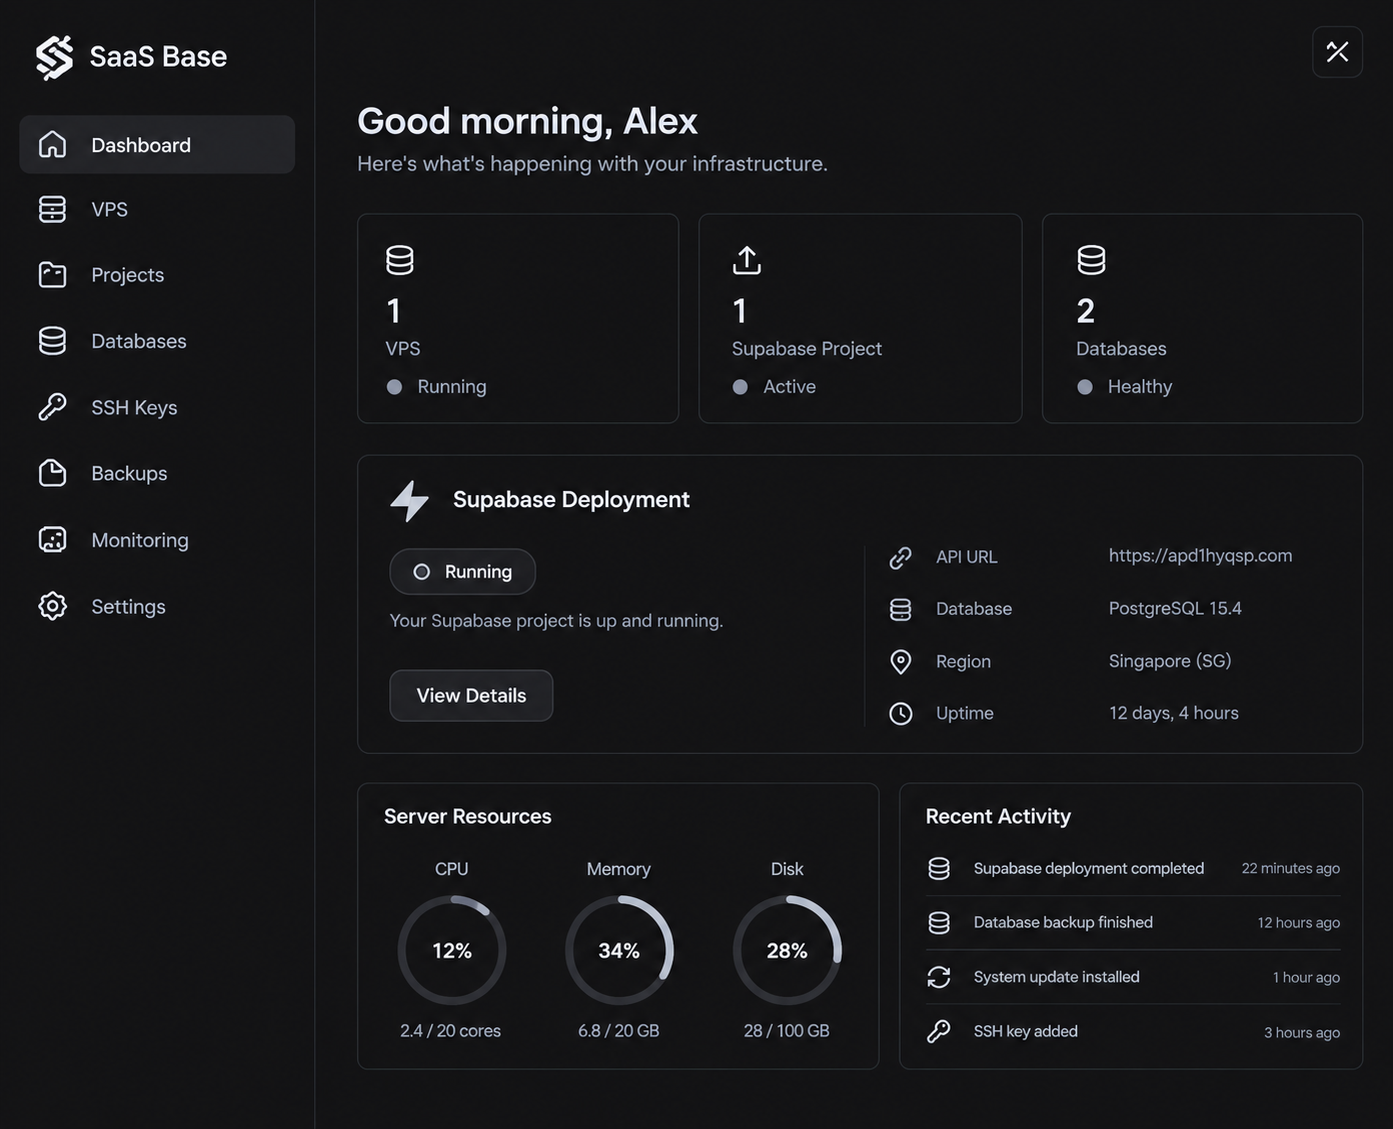 SaaS Base
Dashboard
VPS
Projects
Databases
SSH Keys
Backups
Monitoring
Settings
Good morning, Alex
Here's what's happening with your infrastructure.
1
VPS
Running
1
Supabase Project
Active
2
Databases
Healthy
Supabase Deployment
Running
Your Supabase project is up and running.
View Details
API URL https://apd1hyqsp.com
Database PostgreSQL 15.4
Region Singapore (SG)
Uptime 12 days, 4 hours
Server Resources
CPU
12%
2.4 / 20 cores
Memory
34%
6.8 / 20 GB
Disk
28%
28 / 100 GB
Recent Activity
Supabase deployment completed 22 minutes ago
Database backup finished 12 hours ago
System update installed 1 hour ago
SSH key added 3 hours ago